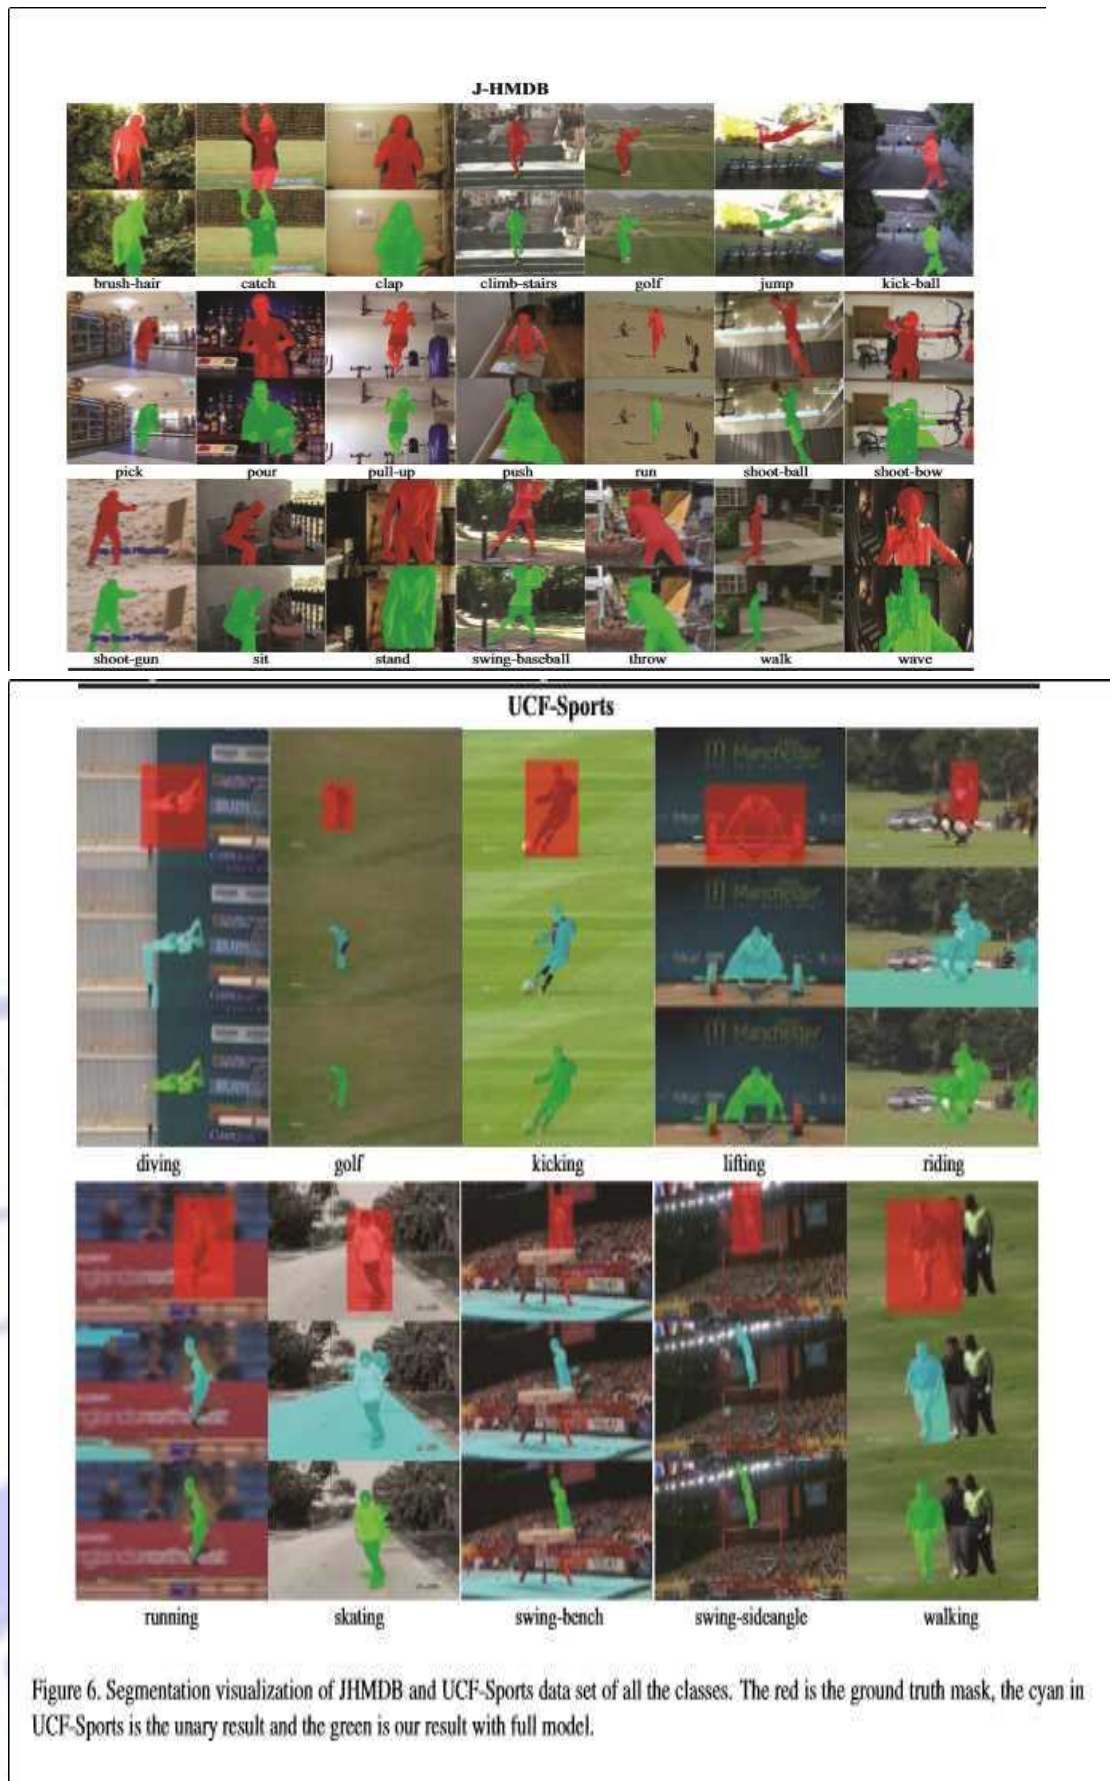 J-HMDB
brush-hair catch clap climb-stairs golf jump kick-ball
pick pour pull-up push run shoot-ball shoot-bow
shoot-gun sit stand swing-baseball throw walk wave
UCF-Sports
Manchester
Manchester
Manchester
diving golf kicking lifting riding
running skating swing-bench swing-sideangle walking
Figure 6. Segmentation visualization of JHMDB and UCF-Sports data set of all the classes. The red is the ground truth mask, the cyan in
UCF-Sports is the unary result and the green is our result with full model.